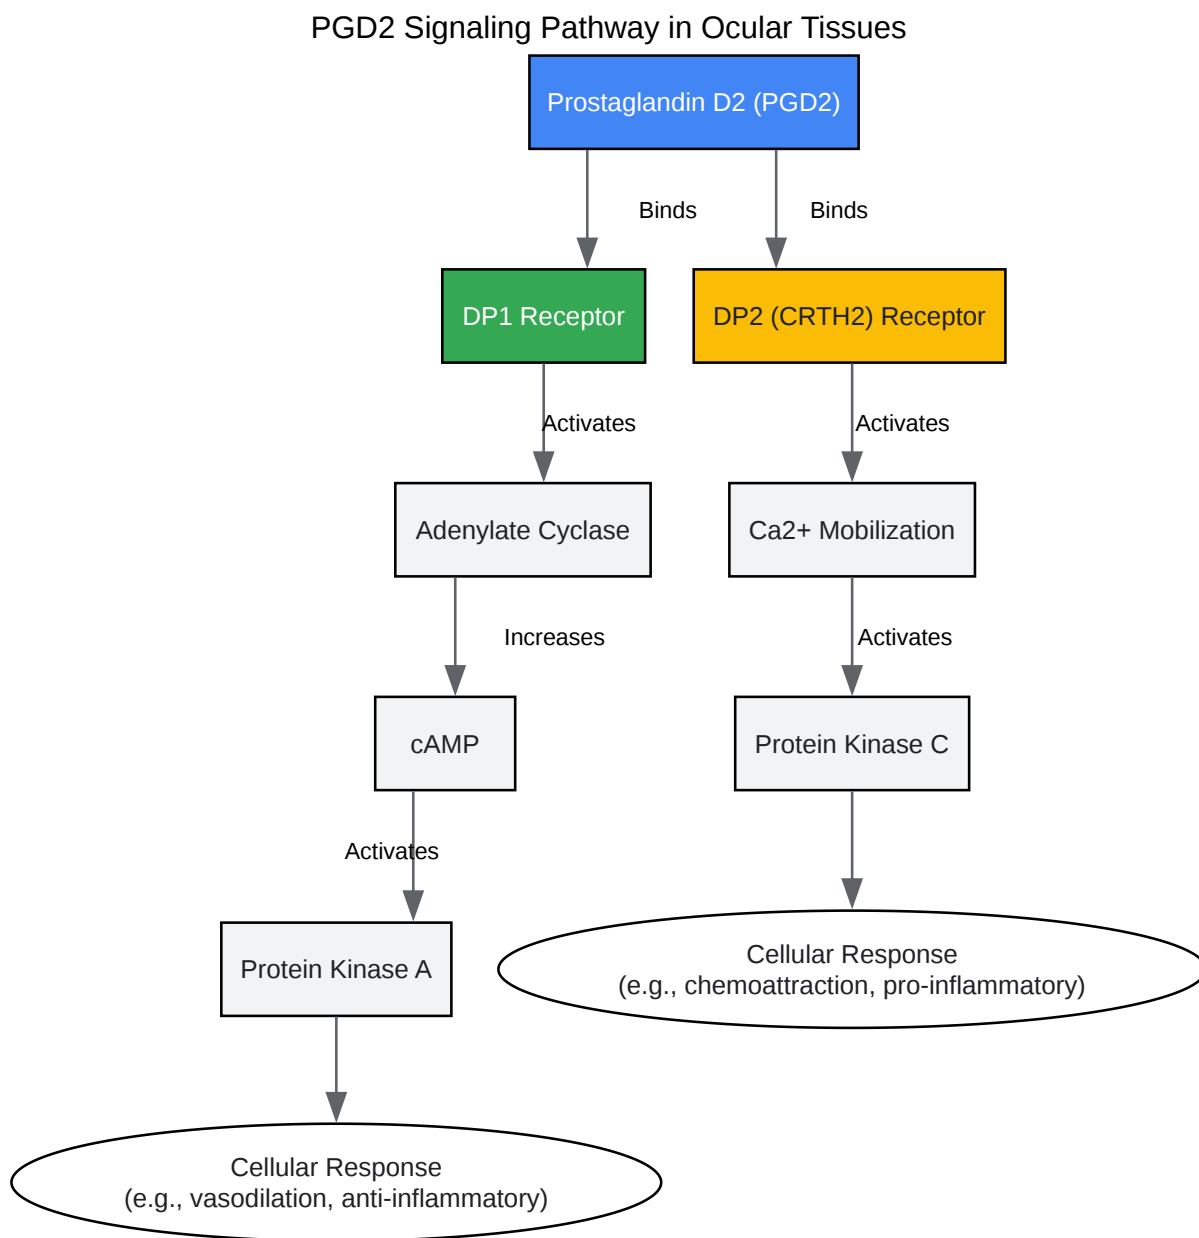 PGD2 Signaling Pathway in Ocular Tissues
Prostaglandin D2 (PGD2)
Binds
Binds
DP1 Receptor
DP2 (CRTH2) Receptor
Activates
Activates
Adenylate Cyclase
Ca2+ Mobilization
Increases
Activates
cAMP
Protein Kinase C
Activates
Protein Kinase A
Cellular Response
(e.g., chemoattraction, pro-inflammatory)
Cellular Response
(e.g., vasodilation, anti-inflammatory)